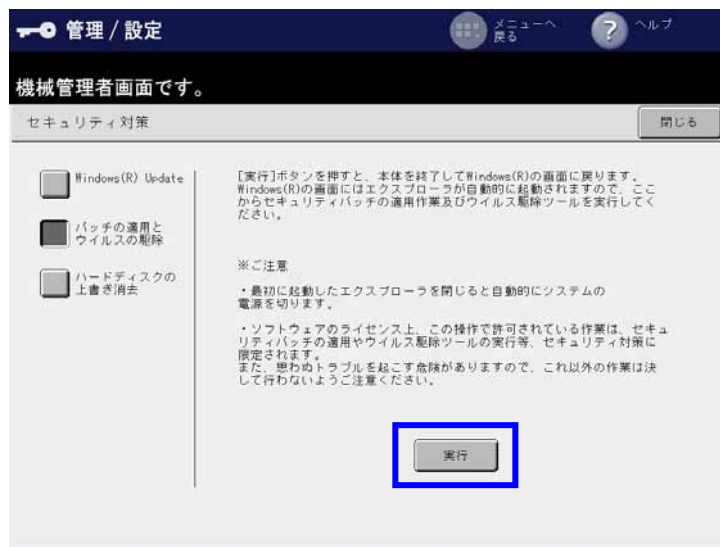 管理/設定
メニューへ
戻る
ヘルプ
機械管理者画面です。
セキュリティ対策
閉じる
Windows(R) Update
パッチの適用と
ウイルスの駆除
ハードディスクの
上書き消去
[実行]ボタンを押すと、本体を終了してWindows(R)の画面に戻ります。
Windows(R)の画面にはエクスプローラが自動的に起動されますので、ここ
からセキュリティパッチの適用作業及びウイルス駆除ツールを実行してく
ださい。
※ご注意
・最初に起動したエクスプローラを閉じると自動的にシステムの
電源を切ります。
・ソフトウェアのライセンス上、この操作で許可されている作業は、セキュ
リティパッチの適用やウイルス駆除ツールの実行等、セキュリティ対策に
限定されます。
また、思わぬトラブルを起こす危険がありますので、これ以外の作業は決
して行わないようご注意ください。
実行